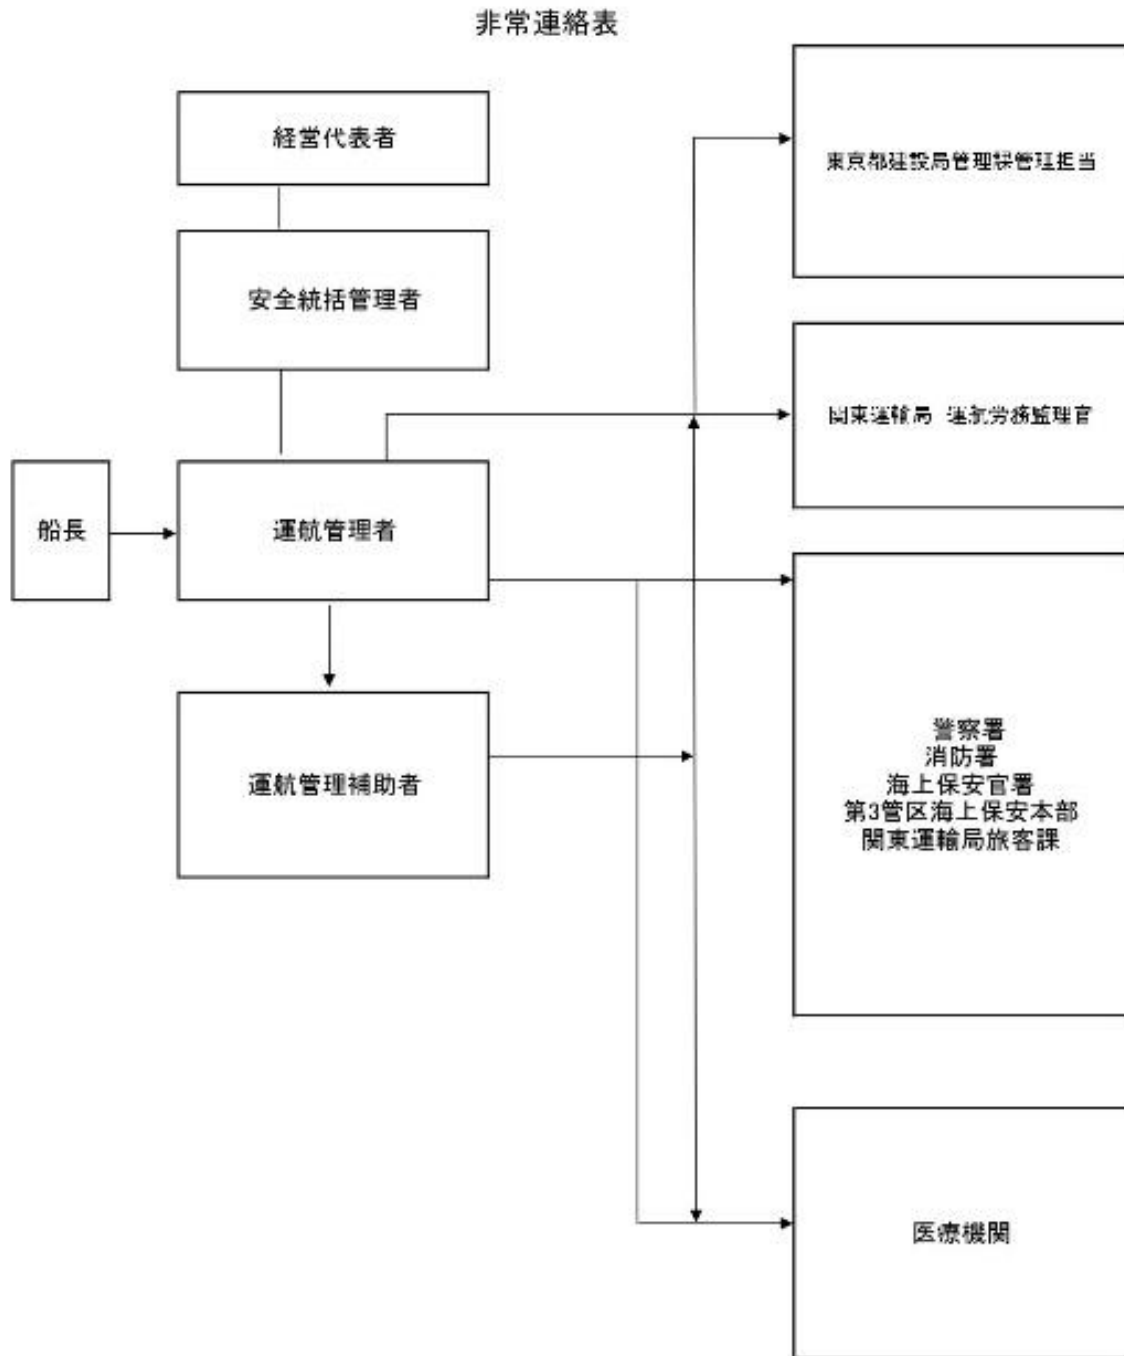 非常連絡表
経営代表者
安全統括管理者
船長
運航管理者
運航管理補助者
東京都建設局管理課管理担当
関東運輸局 運航労務監理官
警察署
消防署
海上保安官署
第3管区海上保安本部
関東運輸局旅客課
医療機関